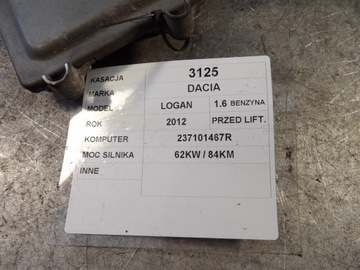 KASACJA 3125
MARKA DACIA
MODEL LOGAN 1.6 BENZYNA
ROK 2012 PRZED LIFT.
KOMPUTER 237101467R
MOC SILNIKA 62KW / 84KM
INNE